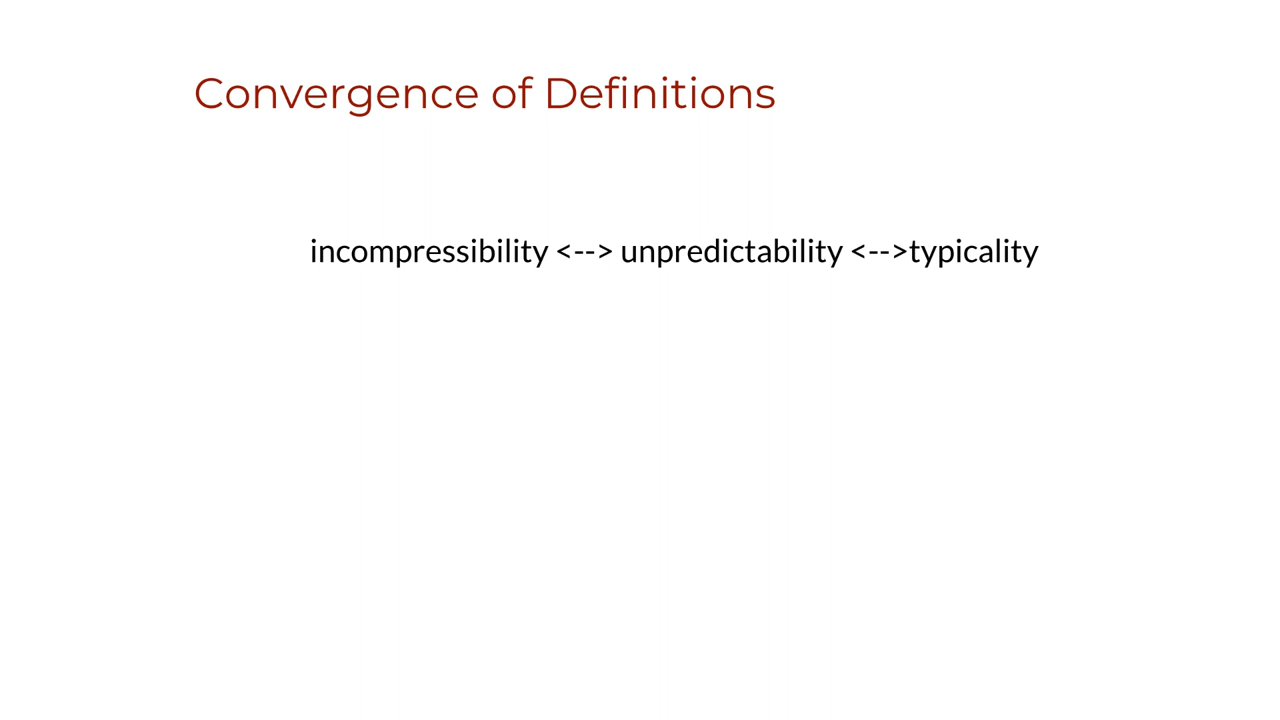 Convergence of Definitions
incompressibility <--> unpredictability <-->typicality